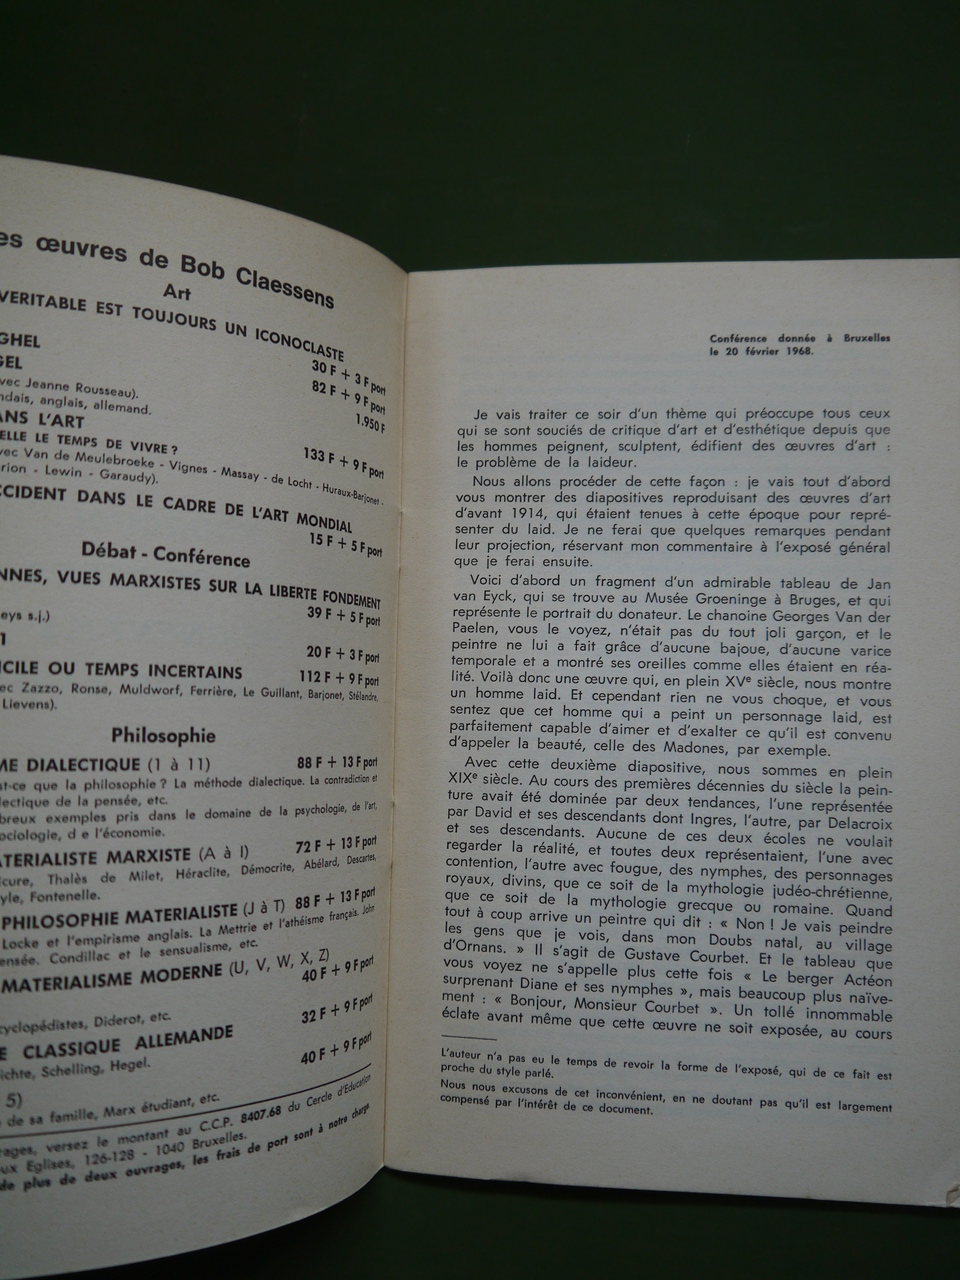 es œuvres de Bob Claessens
Art
VERITABLE EST TOUJOURS UN ICONOCLASTE
30 F + 3 F port
GHEL
82 F + 9 F port
GEL
1.950 F
vec Jeanne Rousseau).
ndais, anglais, allemand.
ANS L'ART
133 F + 9 F port
ELLE LE TEMPS DE VIVRE ?
vec Van de Meulebroeke - Vignes - Massay - de Locht - Huraux-Barjonet -
rion - Lewin - Garaudy).
CCIDENT DANS LE CADRE DE L'ART MONDIAL
15 F + 5 F port
Débat - Conférence
NNES, VUES MARXISTES SUR LA LIBERTE FONDEMENT
39 F + 5 F port
eys s.j.)
20 F + 3 F port
CILE OU TEMPS INCERTAINS 112 F + 9 F port
ec Zazzo, Ronse, Muldworf, Ferrière, Le Guillant, Barjonet, Stélandre,
Lievens).
Philosophie
ME DIALECTIQUE (1 à 11) 88 F + 13 F port
st-ce que la philosophie ? La méthode dialectique. La contradiction et
lectique de la pensée, etc.
breux exemples pris dans le domaine de la psychologie, de l'art,
ociologie, d e l'économie.
ATERIALISTE MARXISTE (A à I) 72 F + 13 F port
icure, Thalès de Milet, Héraclite, Démocrite, Abélard, Descartes,
yle, Fontenelle.
PHILOSOPHIE MATERIALISTE (J à T) 88 F + 13 F port
Locke et l'empirisme anglais. La Mettrie et l'athéisme français. John
ensée. Condillac et le sensualisme, etc.
MATERIALISME MODERNE (U, V, W, X, Z)
40 F + 9 F port
cyclopédistes, Diderot, etc.
32 F + 9 F port
E CLASSIQUE ALLEMANDE
ichte, Schelling, Hegel.
40 F + 9 F port
5)
de sa famille, Marx étudiant, etc.
rages, versez le montant au C.C.P. 8407.68 du Cercle d'Education
ux Eglises, 126-128 - 1040 Bruxelles.
de plus de deux ouvrages, les frais de port sont à notre charge
Conférence donnée à Bruxelles
le 20 février 1968.
Je vais traiter ce soir d'un thème qui préoccupe tous ceux
qui se sont souciés de critique d'art et d'esthétique depuis que
les hommes peignent, sculptent, édifient des œuvres d'art :
le problème de la laideur.
Nous allons procéder de cette façon : je vais tout d'abord
vous montrer des diapositives reproduisant des œuvres d'art
d'avant 1914, qui étaient tenues à cette époque pour repré-
senter du laid. Je ne ferai que quelques remarques pendant
leur projection, réservant mon commentaire à l'exposé général
que je ferai ensuite.
Voici d'abord un fragment d'un admirable tableau de Jan
van Eyck, qui se trouve au Musée Groeninge à Bruges, et qui
représente le portrait du donateur. Le chanoine Georges Van der
Paelen, vous le voyez, n'était pas du tout joli garçon, et le
peintre ne lui a fait grâce d'aucune bajoue, d'aucune varice
temporale et a montré ses oreilles comme elles étaient en réa-
lité. Voilà donc une œuvre qui, en plein XVe siècle, nous montre
un homme laid. Et cependant rien ne vous choque, et vous
sentez que cet homme qui a peint un personnage laid, est
parfaitement capable d'aimer et d'exalter ce qu'il est convenu
d'appeler la beauté, celle des Madones, par exemple.
Avec cette deuxième diapositive, nous sommes en plein
XIXe siècle. Au cours des premières décennies du siècle la pein-
ture avait été dominée par deux tendances, l'une représentée
par David et ses descendants dont Ingres, l'autre, par Delacroix
et ses descendants. Aucune de ces deux écoles ne voulait
regarder la réalité, et toutes deux représentaient, l'une avec
contention, l'autre avec fougue, des nymphes, des personnages
royaux, divins, que ce soit de la mythologie judéo-chrétienne,
que ce soit de la mythologie grecque ou romaine. Quand
tout à coup arrive un peintre qui dit : « Non ! Je vais peindre
les gens que je vois, dans mon Doubs natal, au village
d'Ornans. » Il s'agit de Gustave Courbet. Et le tableau que
vous voyez ne s'appelle plus cette fois « Le berger Actéon
surprenant Diane et ses nymphes », mais beaucoup plus naïve-
ment : « Bonjour, Monsieur Courbet ». Un tollé innommable
éclate avant même que cette œuvre ne soit exposée, au cours
L'auteur n'a pas eu le temps de revoir la forme de l'exposé, qui de ce fait est
proche du style parlé.
Nous nous excusons de cet inconvénient, en ne doutant pas qu'il est largement
compensé par l'intérêt de ce document.